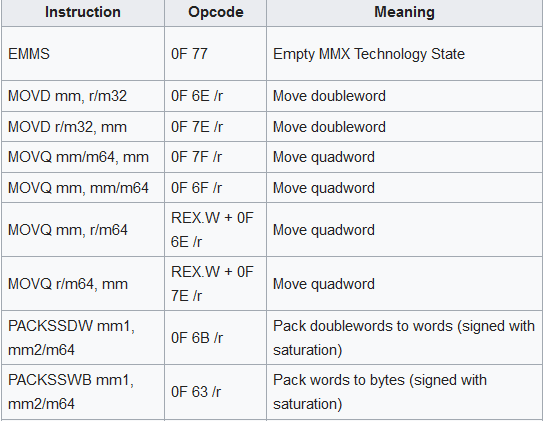 Instruction Opcode Meaning
EMMS 0F 77 Empty MMX Technology State
MOVD mm, r/m32 0F 6E /r Move doubleword
MOVD r/m32, mm 0F 7E /r Move doubleword
MOVQ mm/m64, mm 0F 7F /r Move quadword
MOVQ mm, mm/m64 0F 6F /r Move quadword
MOVQ mm, r/m64 REX.W + 0F 6E /r Move quadword
MOVQ r/m64, mm REX.W + 0F 7E /r Move quadword
PACKSSDW mm1, mm2/m64 0F 6B /r Pack doublewords to words (signed with saturation)
PACKSSWB mm1, mm2/m64 0F 63 /r Pack words to bytes (signed with saturation)